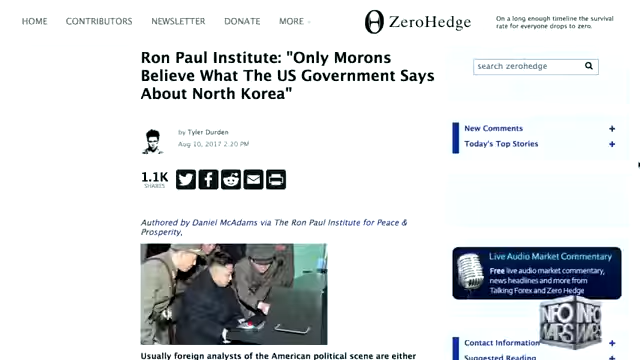 HOME CONTRIBUTORS NEWSLETTER DONATE MORE
ZeroHedge
On a long enough timeline the survival
rate for everyone drops to zero.
Ron Paul Institute: "Only Morons
Believe What The US Government Says
About North Korea"
by Tyler Durden
Aug 10, 2017 2:20 PM
1.1K
SHARES
Authored by Daniel McAdams via The Ron Paul Institute for Peace &
Prosperity,
Usually foreign analysts of the American political scene are either
search zerohedge
New Comments +
Today's Top Stories +
Live Audio Market Commentary
Free live audio market commentary,
news headlines and more from
Talking Forex and Zero Hedge
Contact Information
Suggested Reading
INFO INFO
WARS WARS